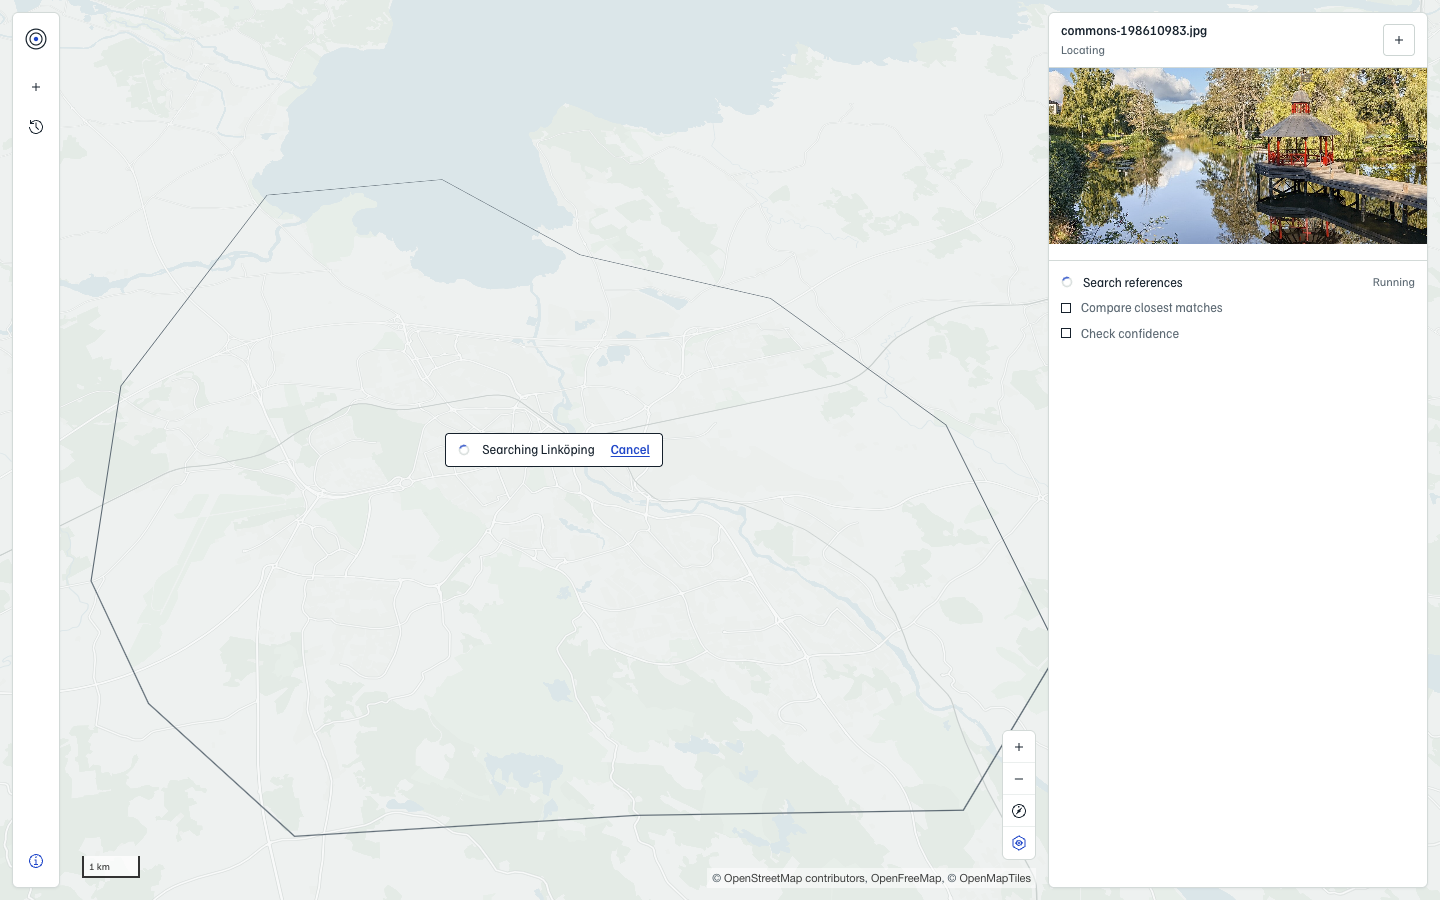 commons-198610983.jpg
Locating
Search references
Running
Compare closest matches
Check confidence
Searching Linköping
Cancel
1 km
© OpenStreetMap contributors, OpenFreeMap, © OpenMapTiles